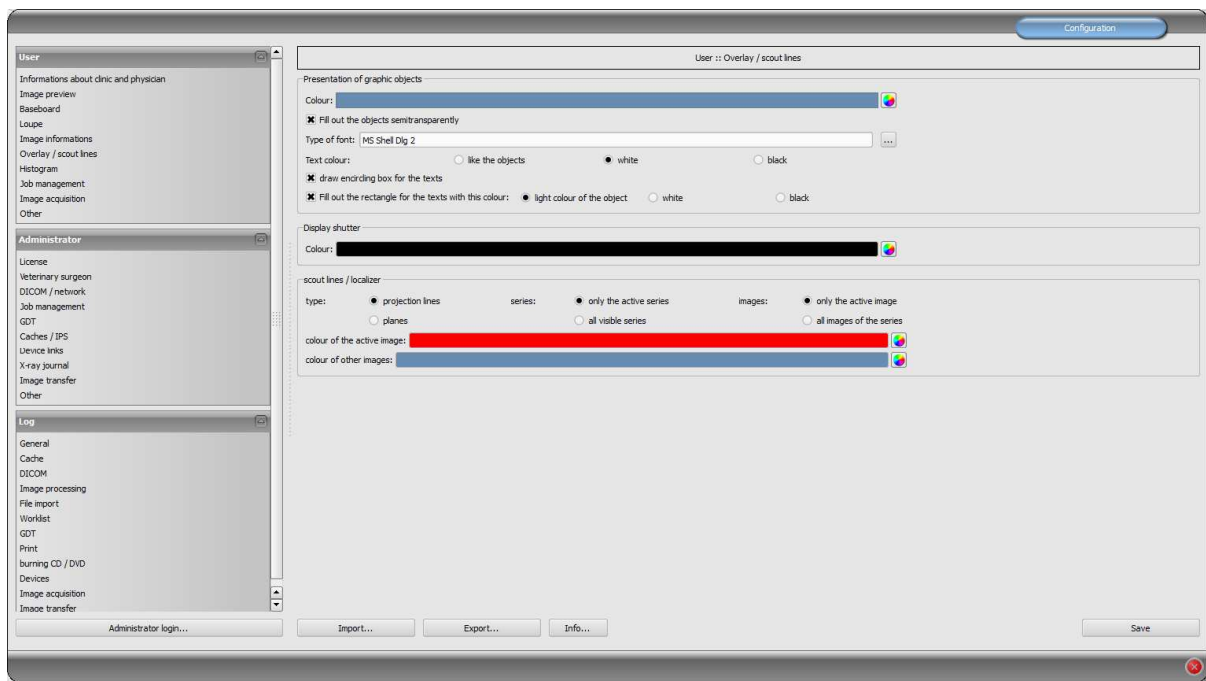 Configuration
User
Informations about clinic and physician
Image preview
Baseboard
Loupe
Image informations
Overlay / scout lines
Histogram
Job management
Image acquisition
Other
Administrator
License
Veterinary surgeon
DICOM / network
Job management
GDT
Caches / IPS
Device links
X-ray journal
Image transfer
Other
Log
General
Cache
DICOM
Image processing
File import
Worklist
GDT
Print
burning CD / DVD
Devices
Image acquisition
Image transfer
Administrator login...
User :: Overlay / scout lines
Presentation of graphic objects
Colour:
Fill out the objects semitransparently
Type of font: MS Shell Dlg 2 ...
Text colour: like the objects white black
draw encircling box for the texts
Fill out the rectangle for the texts with this colour: light colour of the object white black
Display shutter
Colour:
scout lines / localizer
type: projection lines series: only the active series images: only the active image
planes all visible series all images of the series
colour of the active image:
colour of other images:
Import... Export... Info... Save